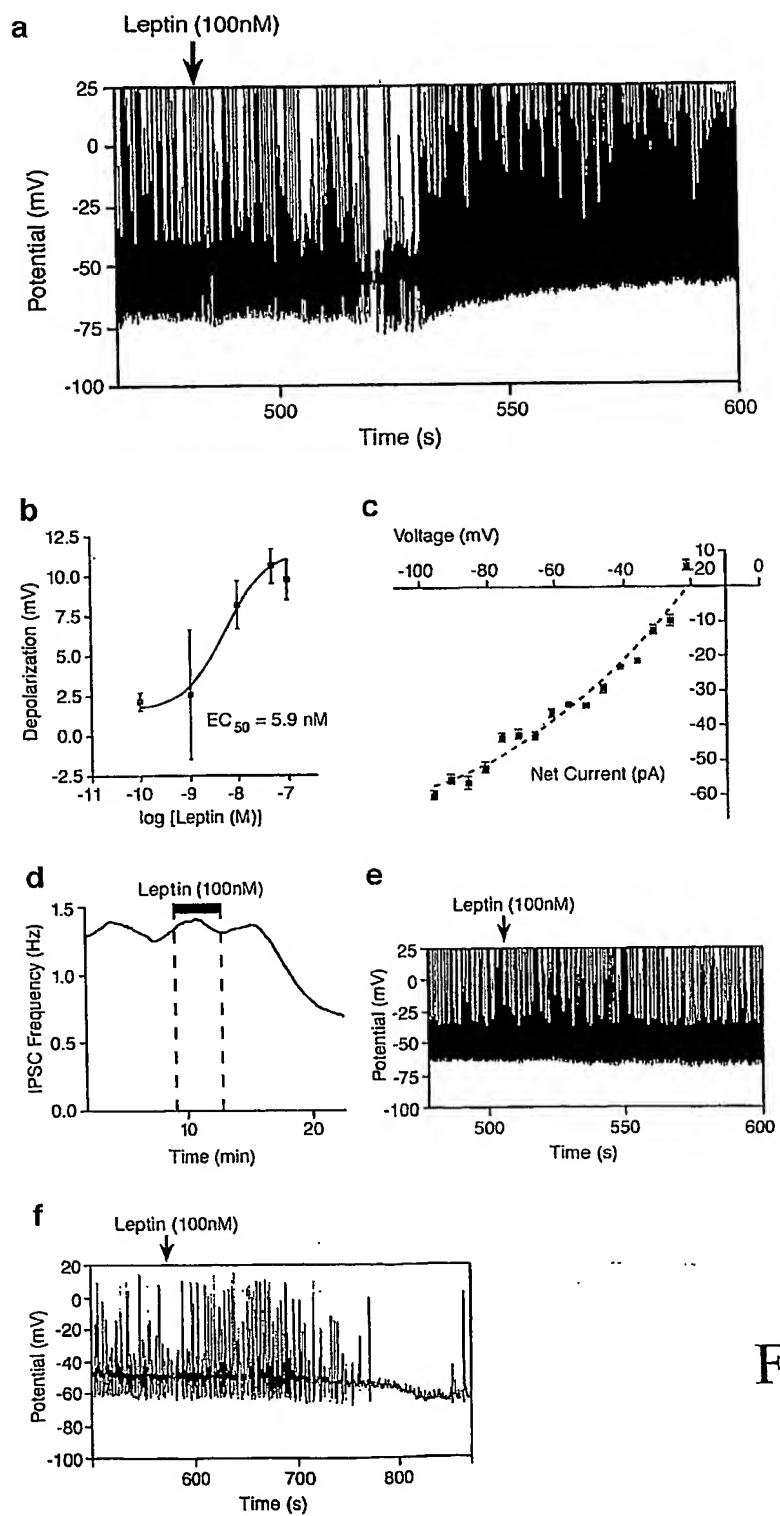 a
Leptin (100nM)
25
0
-25
-50
-75
-100
Potential (mV)
500
550
600
Time (s)
b
12.5
10.0
7.5
5.0
2.5
0.0
-2.5
Depolarization (mV)
EC50 = 5.9 nM
-11 -10 -9 -8 -7
log [Leptin (M)]
c
Voltage (mV)
-100 -80 -60 -40 -20 0
10
-10
-20
-30
-40
-50
-60
Net Current (pA)
d
Leptin (100nM)
1.5
1.0
0.5
0.0
IPSC Frequency (Hz)
10
20
Time (min)
e
Leptin (100nM)
25
0
-25
-50
-75
-100
Potential (mV)
500
550
600
Time (s)
f
Leptin (100nM)
20
0
-20
-40
-60
-80
-100
Potential (mV)
600
700
800
Time (s)
F